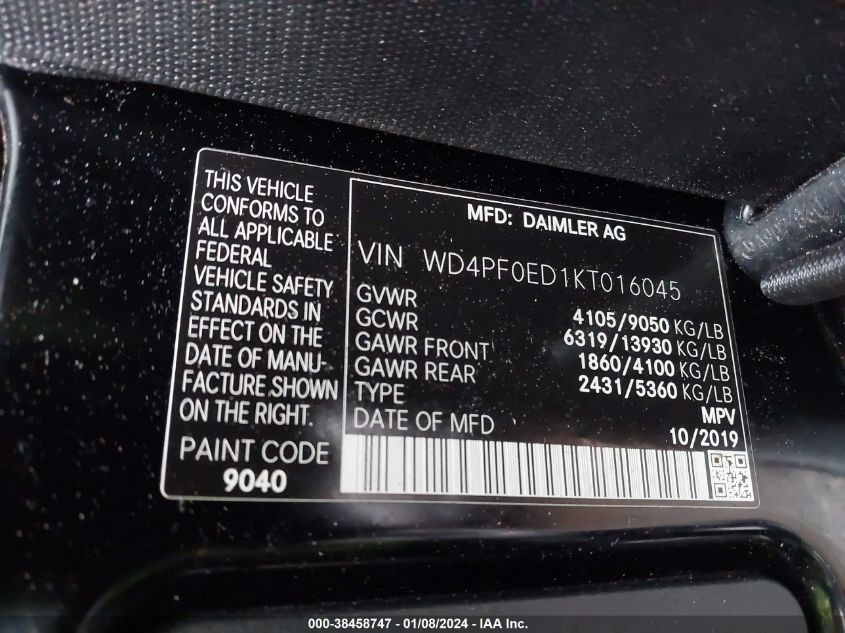 THIS VEHICLE
CONFORMS TO
ALL APPLICABLE
FEDERAL
VEHICLE SAFETY
STANDARDS IN
EFFECT ON THE
DATE OF MANU-
FACTURE SHOWN
ON THE RIGHT.
PAINT CODE
9040
MFD: DAIMLER AG
VIN WD4PF0ED1KT016045
GVWR 4105/9050 KG/LB
GCWR 6319/13930 KG/LB
GAWR FRONT 1860/4100 KG/LB
GAWR REAR 2431/5360 KG/LB
TYPE MPV
DATE OF MFD 10/2019
000-38458747 - 01/08/2024 - IAA Inc.